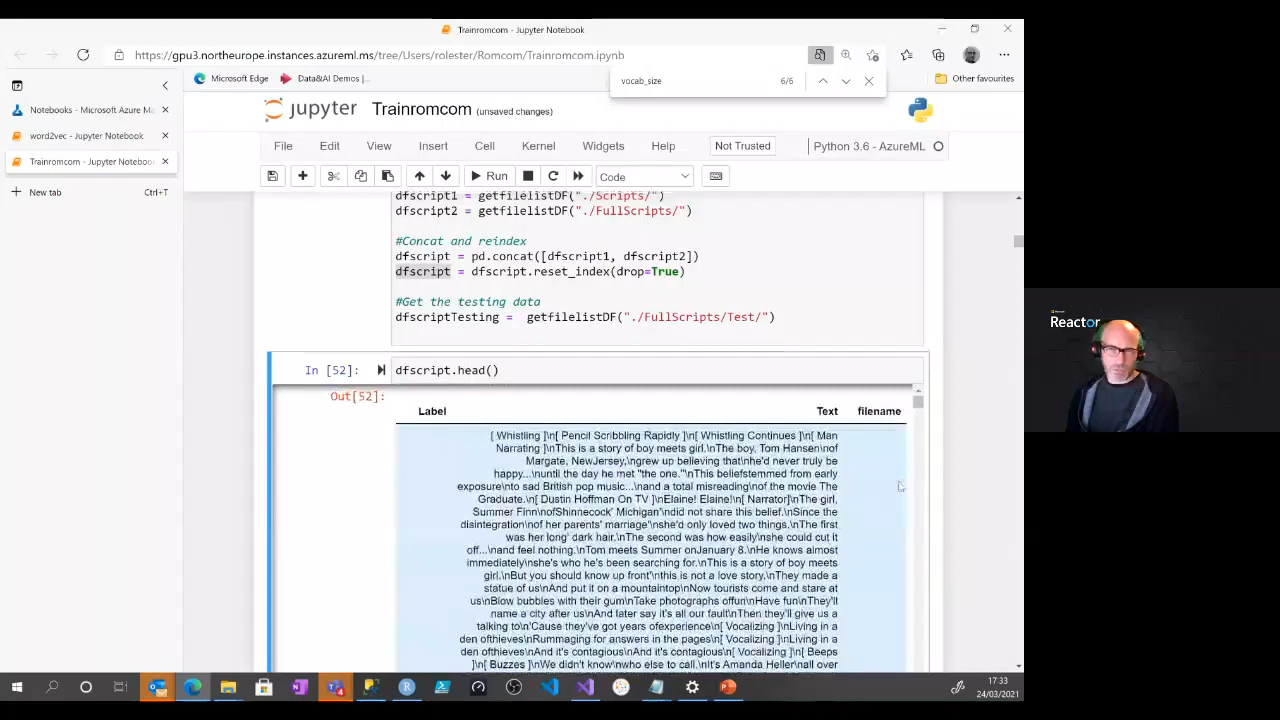 Trainromcom - Jupyter Notebook
https://gpu3.northeurope.instances.azureml.ms/tree/Users/rolester/Romcom/Trainromcom.ipynb
Microsoft Edge
Data&AI Demos |...
vocab_size
6/6
Other favourites
Notebooks - Microsoft Azure Ma
word2vec - Jupyter Notebook
Trainromcom - Jupyter Noteboo
New tab
Ctrl+T
jupyter
Trainromcom
(unsaved changes)
File
Edit
View
Insert
Cell
Kernel
Widgets
Help
Not Trusted
Python 3.6 - AzureML
Run
Code
dfscript1 = getfilelistDF("./Scripts/")
dfscript2 = getfilelistDF("./FullScripts/")
#Concat and reindex
dfscript = pd.concat([dfscript1, dfscript2])
dfscript = dfscript.reset_index(drop=True)
#Get the testing data
dfscriptTesting =  getfilelistDF("./FullScripts/Test/")
In [52]:
dfscript.head()
Out[52]:
Label
Text
filename
[ Whistling ]\n[ Pencil Scribbling Rapidly ]\n[ Whistling Continues ]\n[ Man
Narrating ]\nThis is a story of boy meets girl.\nThe boy, Tom Hansen\nof
Margate, NewJersey,\ngrew up believing that\nhe'd never truly be
happy...\nuntil the day he met "the one."\nThis beliefstemmed from early
exposure\nto sad British pop music...\nand a total misreading\nof the movie The
Graduate.\n[ Dustin Hoffman On TV ]\nElaine! Elaine!\n[ Narrator]\nThe girl,
Summer Finn\nofShinnecock' Michigan'\ndid not share this belief.\nSince the
disintegration\nof her parents' marriage'\nshe'd only loved two things.\nThe first
was her long' dark hair.\nThe second was how easily\nshe could cut it
off...\nand feel nothing.\nTom meets Summer onJanuary 8.\nHe knows almost
immediately\nshe's who he's been searching for.\nThis is a story of boy meets
girl.\nBut you should know up front'\nthis is not a love story.\nThey made a
statue of us\nAnd put it on a mountaintop\nNow tourists come and stare at
us\nBlow bubbles with their gum\nTake photographs offun\nHave fun\nThey'll
name a city after us\nAnd later say it's all our fault\nThen they'll give us a
talking to\n'Cause they've got years ofexperience\n[ Vocalizing ]\nLiving in a
den ofthieves\nRummaging for answers in the pages\n[ Vocalizing ]\nLiving in a
den ofthieves\nAnd it's contagious\nAnd it's contagious\n[ Vocalizing ]\n[ Beeps
]\n[ Buzzes ]\nWe didn't know\nwho else to call.\nIt's Amanda Heller\nall over
17:33
24/03/2021
Microsoft
Reactor